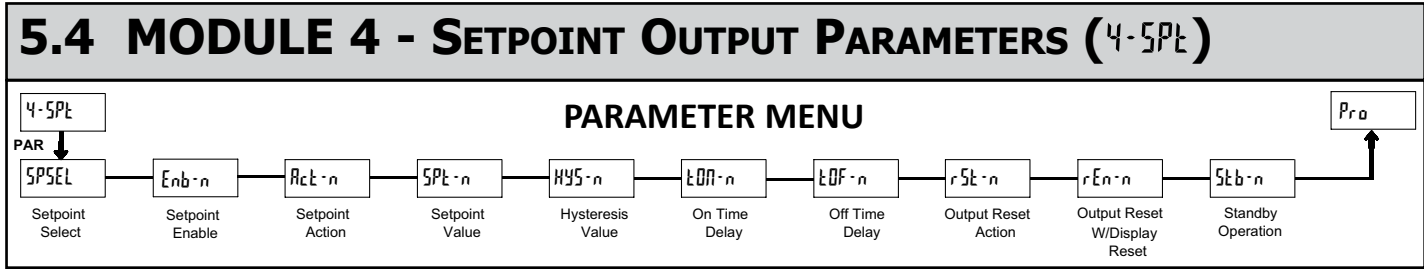 5.4 MODULE 4 - SETPOINT OUTPUT PARAMETERS (4-SPt)
4-SPt
PARAMETER MENU
Pro
PAR
SPSEL Enb-n Act-n SPt-n HYS-n tON-n tOF-n rSt-n rEn-n Stb-n
Setpoint Select
Setpoint Enable
Setpoint Action
Setpoint Value
Hysteresis Value
On Time Delay
Off Time Delay
Output Reset Action
Output Reset W/Display Reset
Standby Operation